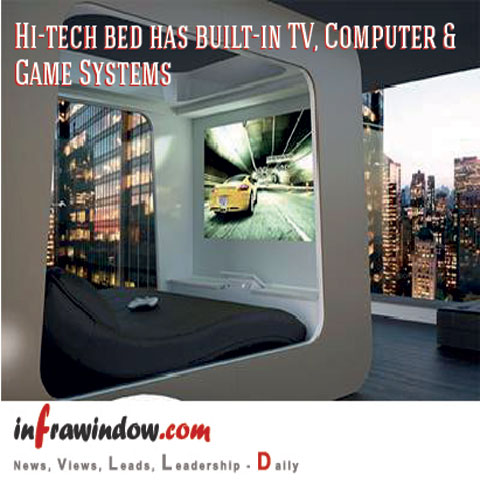 Hi-tech bed has built-in TV, Computer &
Game Systems
infrawindow.com
News, Views, Leads, Leadership - Daily